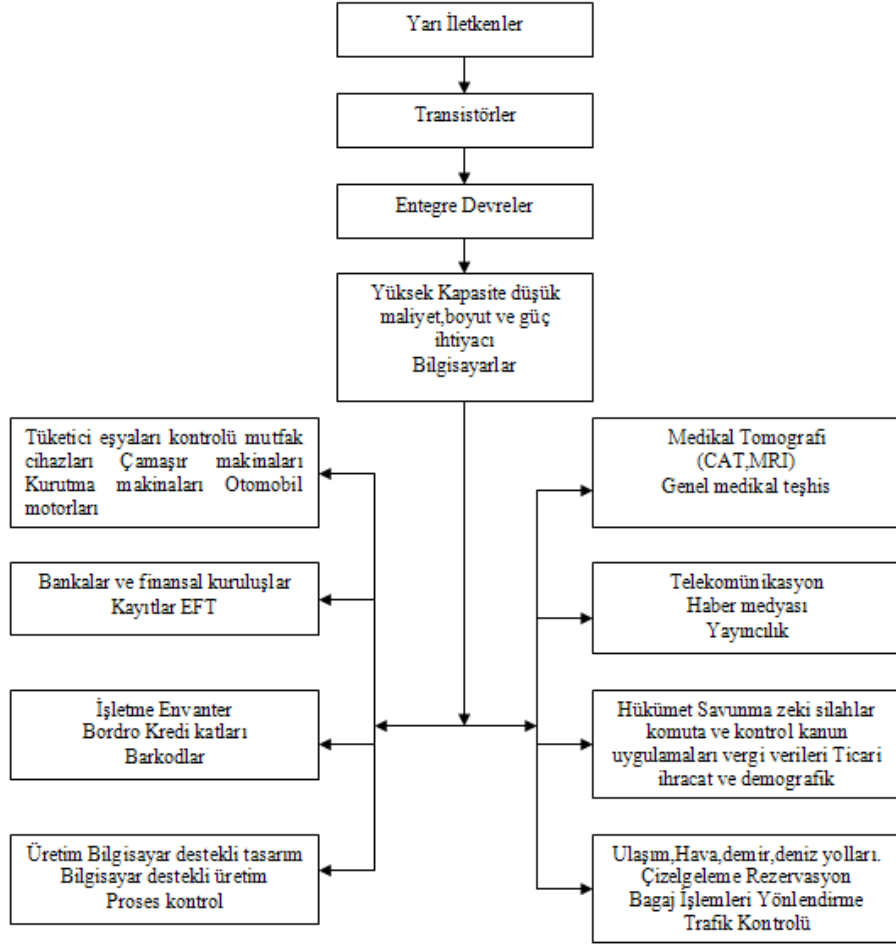 Yarı İletkenler
Transistörler
Entegre Devreler
Yüksek Kapasite düşük
maliyet,boyut ve güç
ihtiyacı
Bilgisayarlar
Tüketici eşyaları kontrolü mutfak
cihazları Çamaşır makinaları
Kurutma makinaları Otomobil
motorları
Bankalar ve finansal kuruluşlar
Kayıtlar EFT
İşletme Envanter
Bordro Kredi katları
Barkodlar
Üretim Bilgisayar destekli tasarım
Bilgisayar destekli üretim
Proses kontrol
Medikal Tomografi
(CAT,MRI)
Genel medikal teşhis
Telekomünikasyon
Haber medyası
Yayıncılık
Hükümet Savunma zeki silahlar
komuta ve kontrol kanun
uygulamaları vergi verileri Ticari
ihracat ve demografik
Ulaşım,Hava,demir,deniz yolları.
Çizelgeleme Rezervasyon
Bagaj İşlemleri Yönlendirme
Trafik Kontrolü